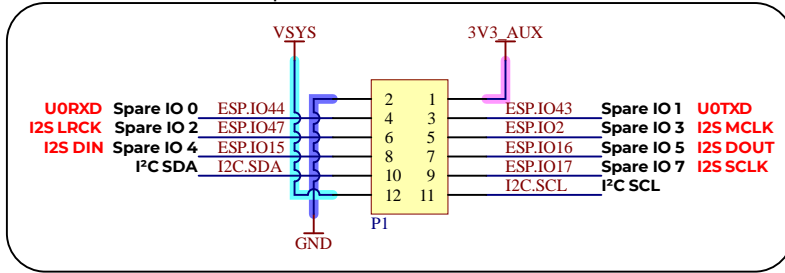 VSYS 3V3_AUX
2 1
U0RXD Spare IO 0 ESP.IO44 4 3 ESP.IO43 Spare IO 1 U0TXD
I2S LRCK Spare IO 2 ESP.IO47 6 5 ESP.IO2 Spare IO 3 I2S MCLK
I2S DIN Spare IO 4 ESP.IO15 8 7 ESP.IO16 Spare IO 5 I2S DOUT
I²C SDA I2C.SDA 10 9 ESP.IO17 Spare IO 7 I2S SCLK
12 11 I2C.SCL I²C SCL
P1
GND